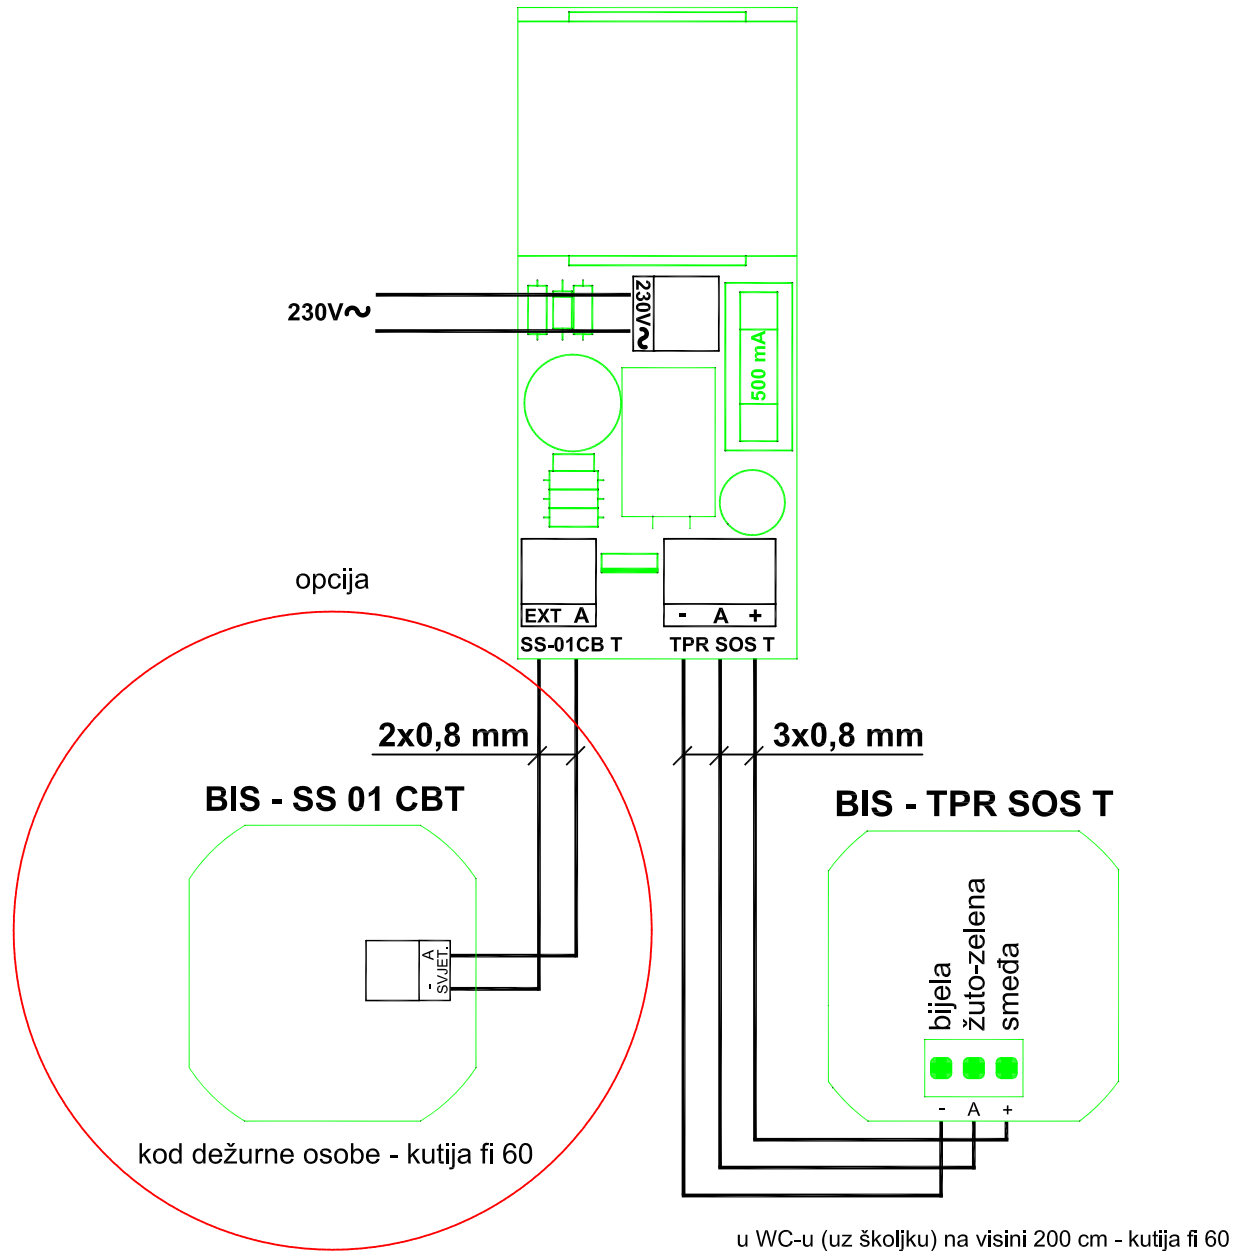 230V~
230V~
500 mA
opcija
EXT A
- A +
SS-01CB T
TPR SOS T
2x0,8 mm
3x0,8 mm
BIS - SS 01 CBT
BIS - TPR SOS T
A
-
SVJET.
bijela
žuto-zelena
smeđa
- A +
kod dežurne osobe - kutija fi 60
u WC-u (uz školjku) na visini 200 cm - kutija fi 60